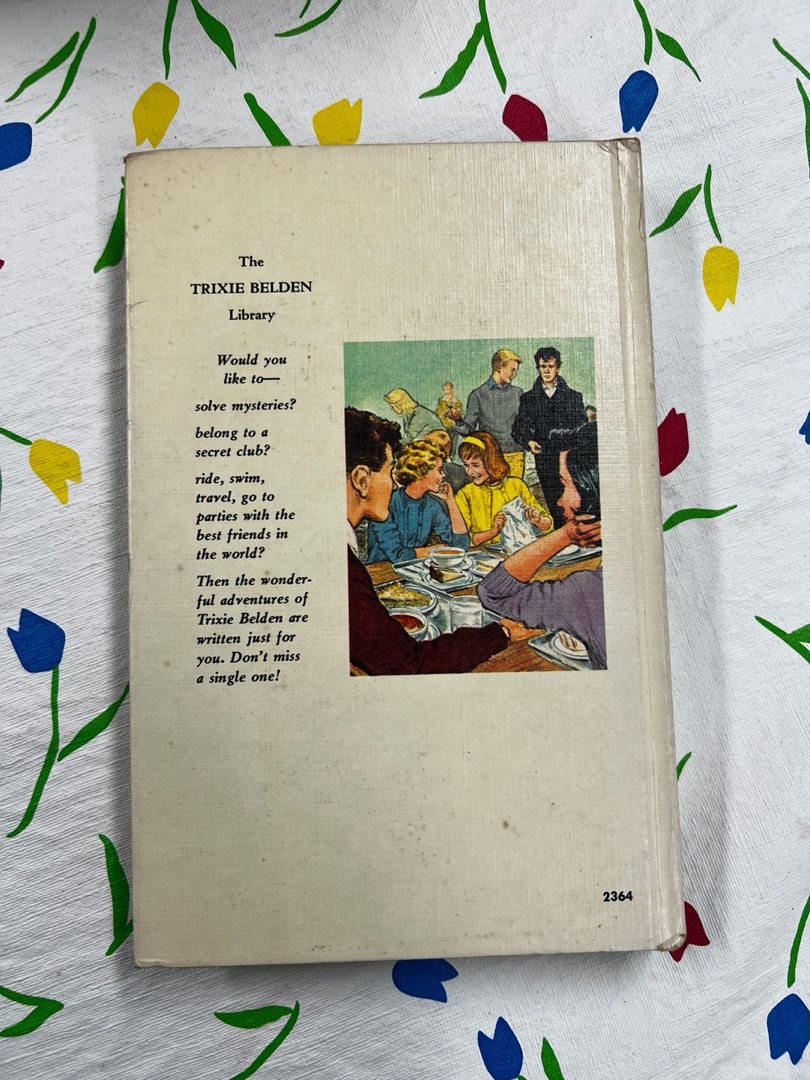 The
TRIXIE BELDEN
Library
Would you
like to—
solve mysteries?
belong to a
secret club?
ride, swim,
travel, go to
parties with the
best friends in
the world?
Then the wonder-
ful adventures of
Trixie Belden are
written just for
you. Don't miss
a single one!
2364